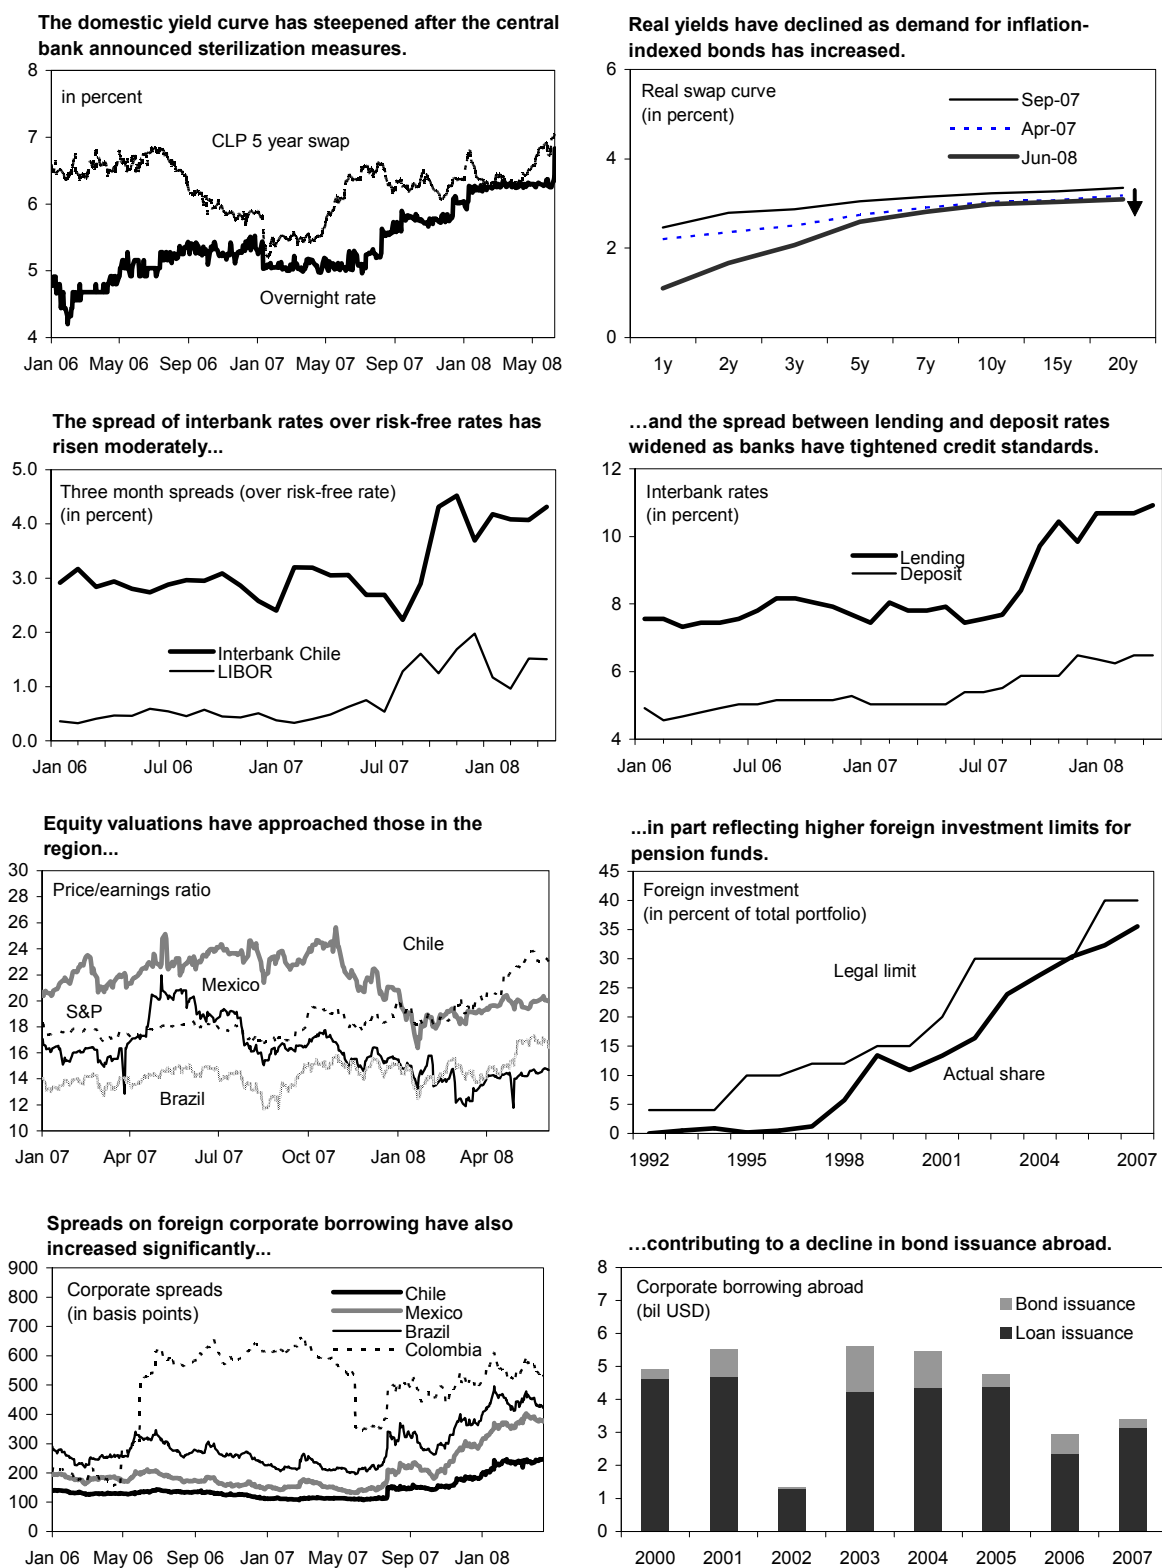 The domestic yield curve has steepened after the central
bank announced sterilization measures.
8
7
6
5
4
in percent
CLP 5 year swap
Overnight rate
Jan 06 May 06 Sep 06 Jan 07 May 07 Sep 07 Jan 08 May 08
Real yields have declined as demand for inflation-
indexed bonds has increased.
6
4
2
0
Real swap curve
(in percent)
Sep-07
Apr-07
Jun-08
1y 2y 3y 5y 7y 10y 15y 20y
The spread of interbank rates over risk-free rates has
risen moderately...
5.0
4.0
3.0
2.0
1.0
0.0
Three month spreads (over risk-free rate)
(in percent)
Interbank Chile
LIBOR
Jan 06 Jul 06 Jan 07 Jul 07 Jan 08
...and the spread between lending and deposit rates
widened as banks have tightened credit standards.
12
10
8
6
4
Interbank rates
(in percent)
Lending
Deposit
Jan 06 Jul 06 Jan 07 Jul 07 Jan 08
Equity valuations have approached those in the
region...
30
28
26
24
22
20
18
16
14
12
10
Price/earnings ratio
Chile
Mexico
S&P
Brazil
Jan 07 Apr 07 Jul 07 Oct 07 Jan 08 Apr 08
...in part reflecting higher foreign investment limits for
pension funds.
45
40
35
30
25
20
15
10
5
0
Foreign investment
(in percent of total portfolio)
Legal limit
Actual share
1992 1995 1998 2001 2004 2007
Spreads on foreign corporate borrowing have also
increased significantly...
900
800
700
600
500
400
300
200
100
0
Corporate spreads
(in basis points)
Chile
Mexico
Brazil
Colombia
Jan 06 May 06 Sep 06 Jan 07 May 07 Sep 07 Jan 08
...contributing to a decline in bond issuance abroad.
8
7
6
5
4
3
2
1
0
Corporate borrowing abroad
(bil USD)
Bond issuance
Loan issuance
2000 2001 2002 2003 2004 2005 2006 2007